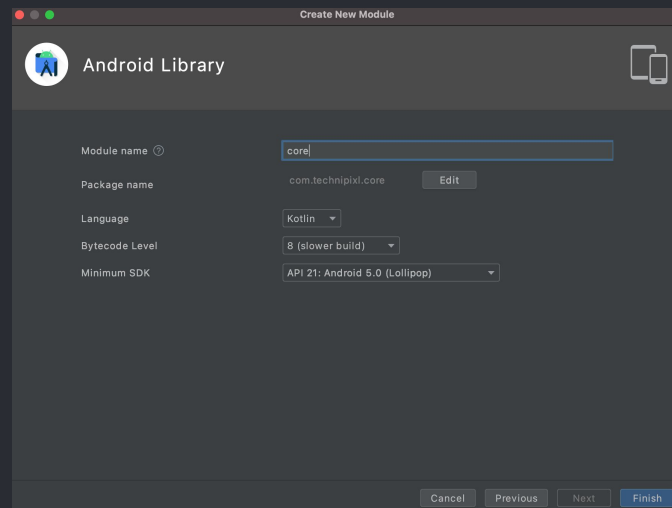 Create New Module
Android Library
Module name ?
core
Package name
com.technipixl.core
Edit
Language
Kotlin
Bytecode Level
8 (slower build)
Minimum SDK
API 21: Android 5.0 (Lollipop)
Cancel Previous Next Finish